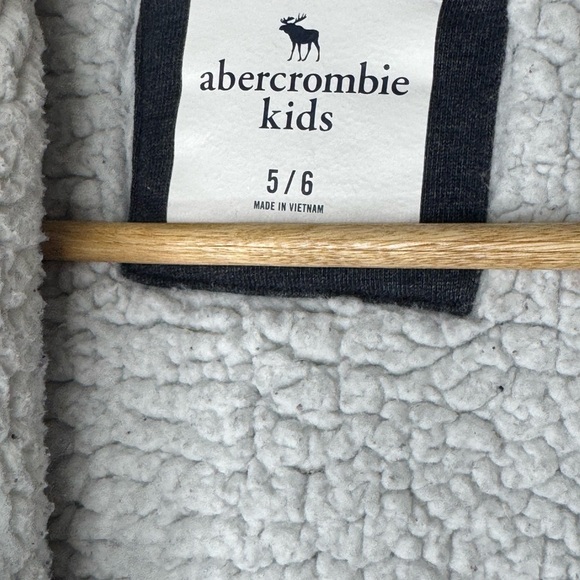 abercrombie
kids
5/6
MADE IN VIETNAM